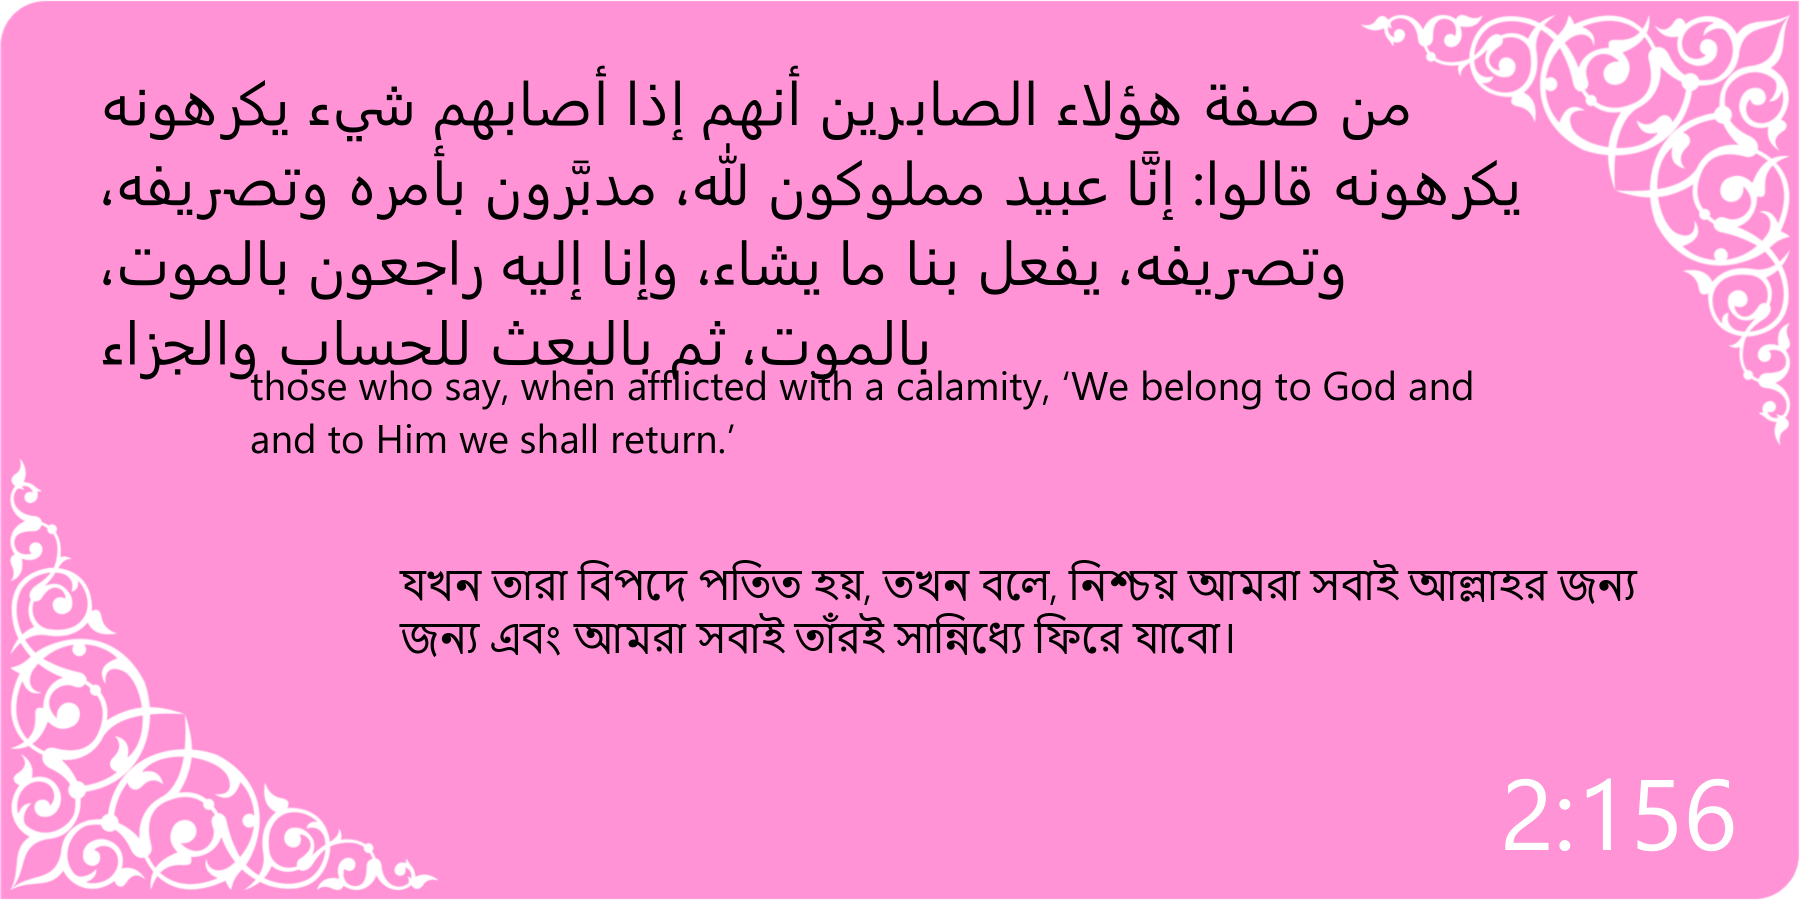 من صفة هؤلاء الصابرين أنهم إذا أصابهم شيء يكرهونه
يكرهونه قالوا: إنَّا عبيد مملوكون لله، مدبَّرون بأمره وتصريفه،
وتصريفه، يفعل بنا ما يشاء، وإنا إليه راجعون بالموت،
بالموت، ثم بالبعث للحساب والجزاء
those who say, when afflicted with a calamity, ‘We belong to God and
and to Him we shall return.’
যখন তারা বিপদে পতিত হয়, তখন বলে, নিশ্চয় আমরা সবাই আল্লাহর জন্য
জন্য এবং আমরা সবাই তাঁরই সান্নিধ্যে ফিরে যাবো।
2:156